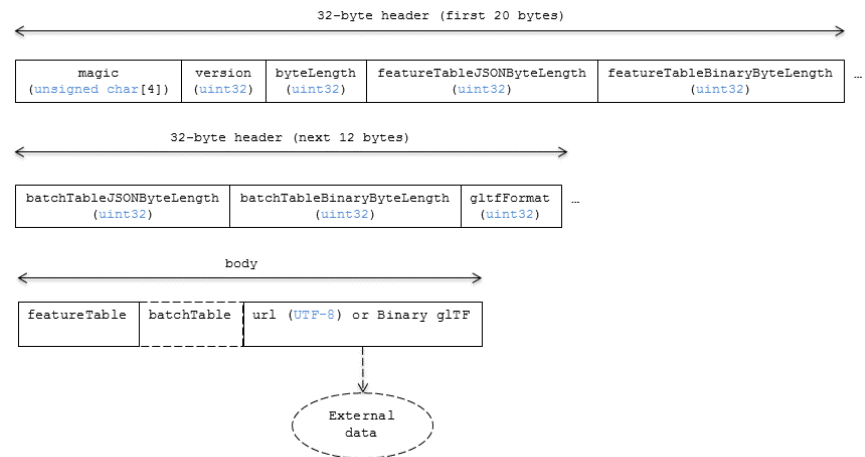 32-byte header (first 20 bytes)
magic version byteLength featureTableJSONByteLength featureTableBinaryByteLength …
(unsigned char[4]) (uint32) (uint32) (uint32) (uint32)
32-byte header (next 12 bytes)
batchTableJSONByteLength batchTableBinaryByteLength gltfFormat …
(uint32) (uint32) (uint32)
body
featureTable batchTable url (UTF-8) or Binary glTF
External
data